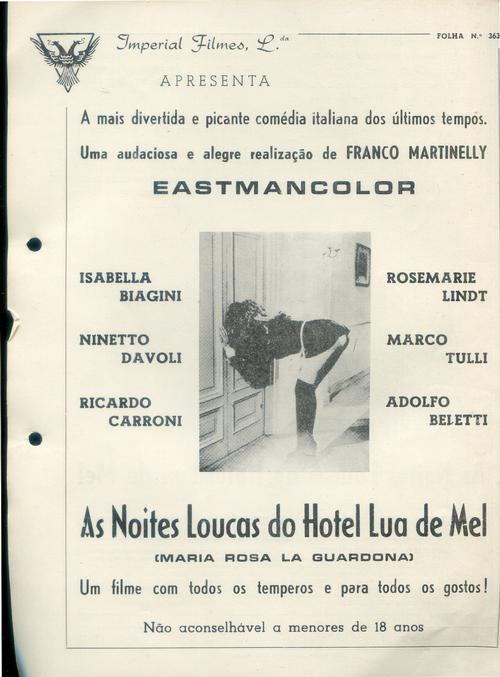 Imperial Filmes, L.da
FOLHA N.º 363
APRESENTA
A mais divertida e picante comédia italiana dos últimos tempos.
Uma audaciosa e alegre realização de FRANCO MARTINELLY
EASTMANCOLOR
ISABELLA BIAGINI
ROSEMARIE LINDT
NINETTO DAVOLI
MARCO TULLI
RICARDO CARRONI
ADOLFO BELETTI
As Noites Loucas do Hotel Lua de Mel
(MARIA ROSA LA GUARDONA)
Um filme com todos os temperos e para todos os gostos!
Não aconselhável a menores de 18 anos